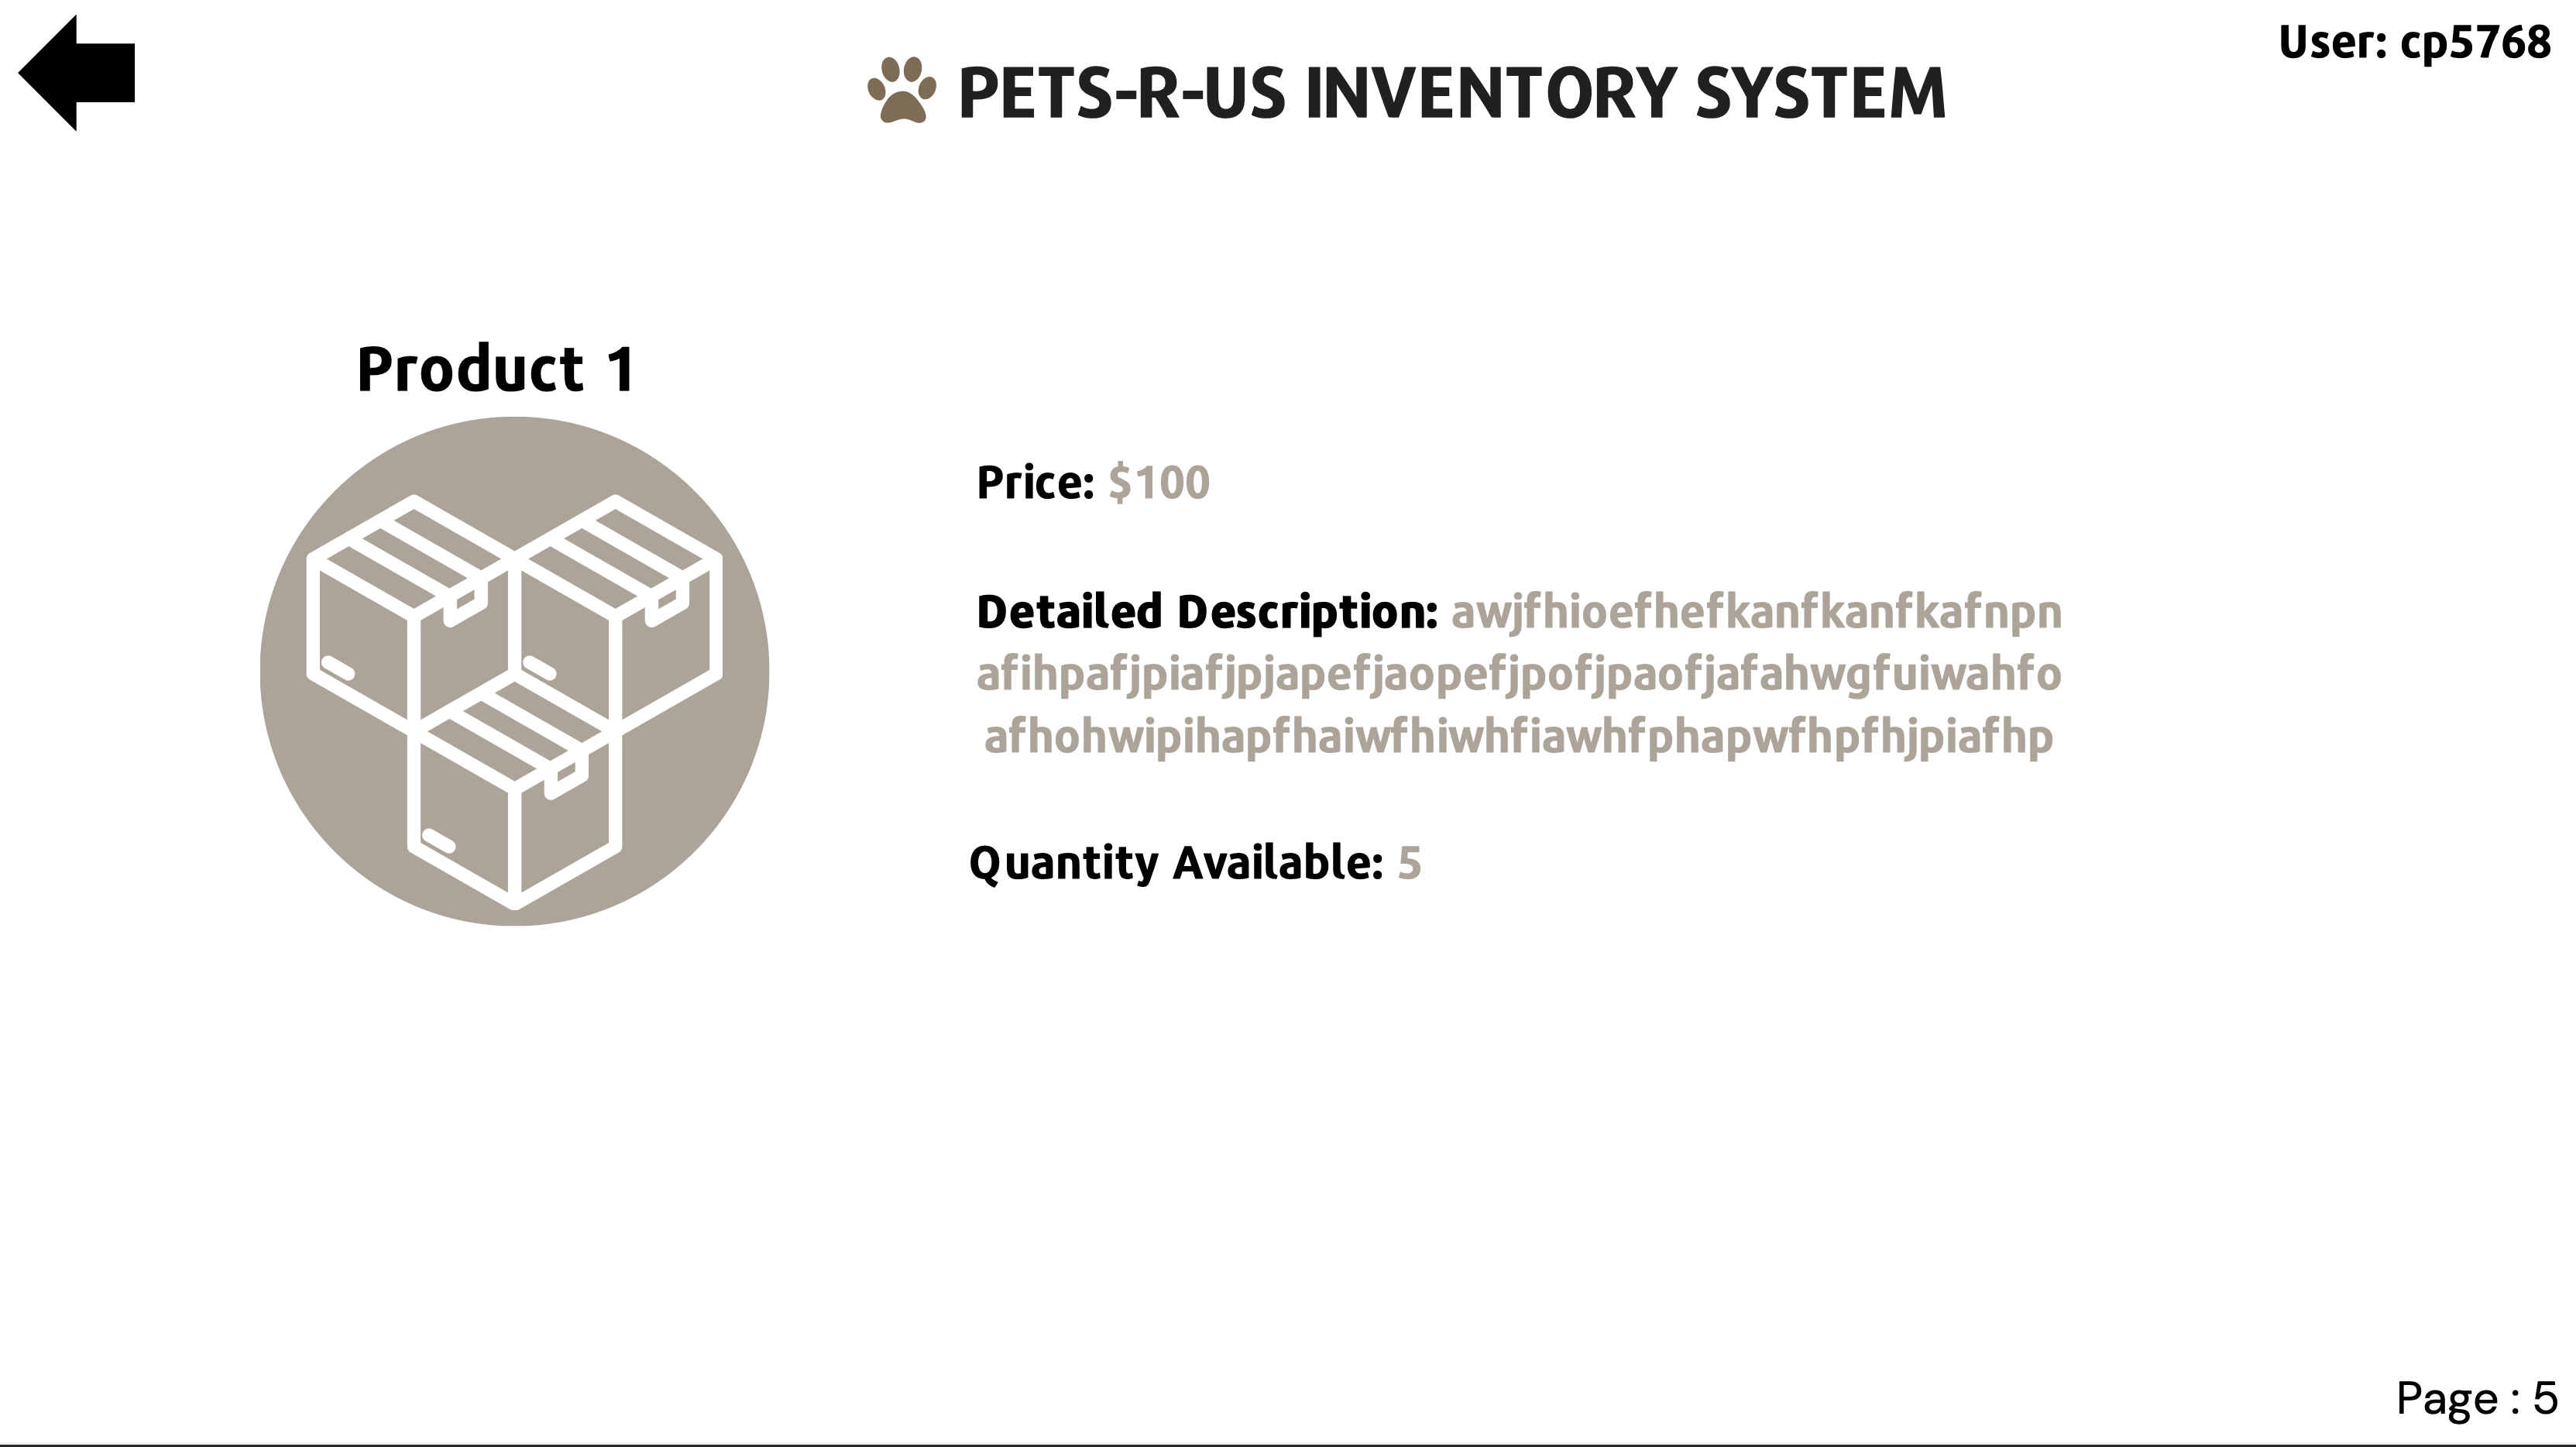 User: cp5768
PETS-R-US INVENTORY SYSTEM
Product 1
Price: $100
Detailed Description: awjfhioefhefkanfkanfkafnpn
afihpafjpiafjpjapefjaopefjpofjpaofjafahwgfuiwahfo
afhohwipihapfhaiwfhiwhfiawhfphapwfhpfhjpiafhp
Quantity Available: 5
Page : 5